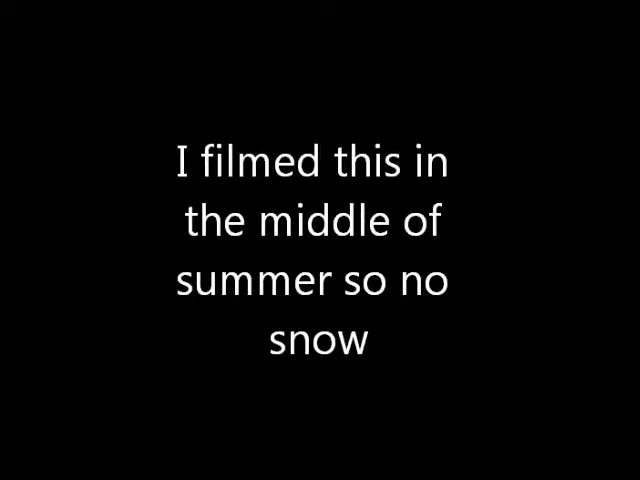 I filmed this in
the middle of
summer so no
snow